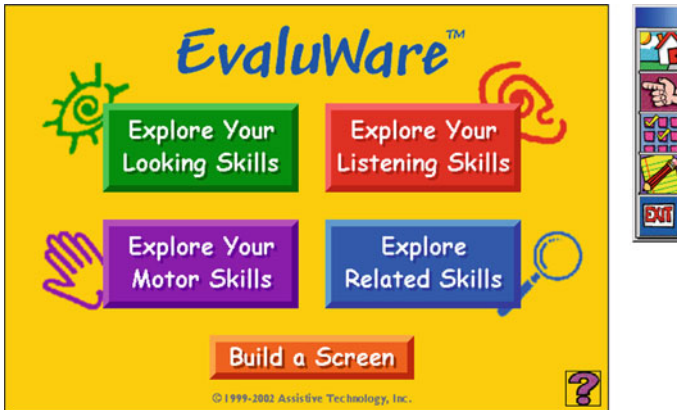 EvaluWare™
Explore Your
Looking Skills
Explore Your
Listening Skills
Explore Your
Motor Skills
Explore
Related Skills
Build a Screen
©1999-2002 Assistive Technology, Inc.
?
EXIT